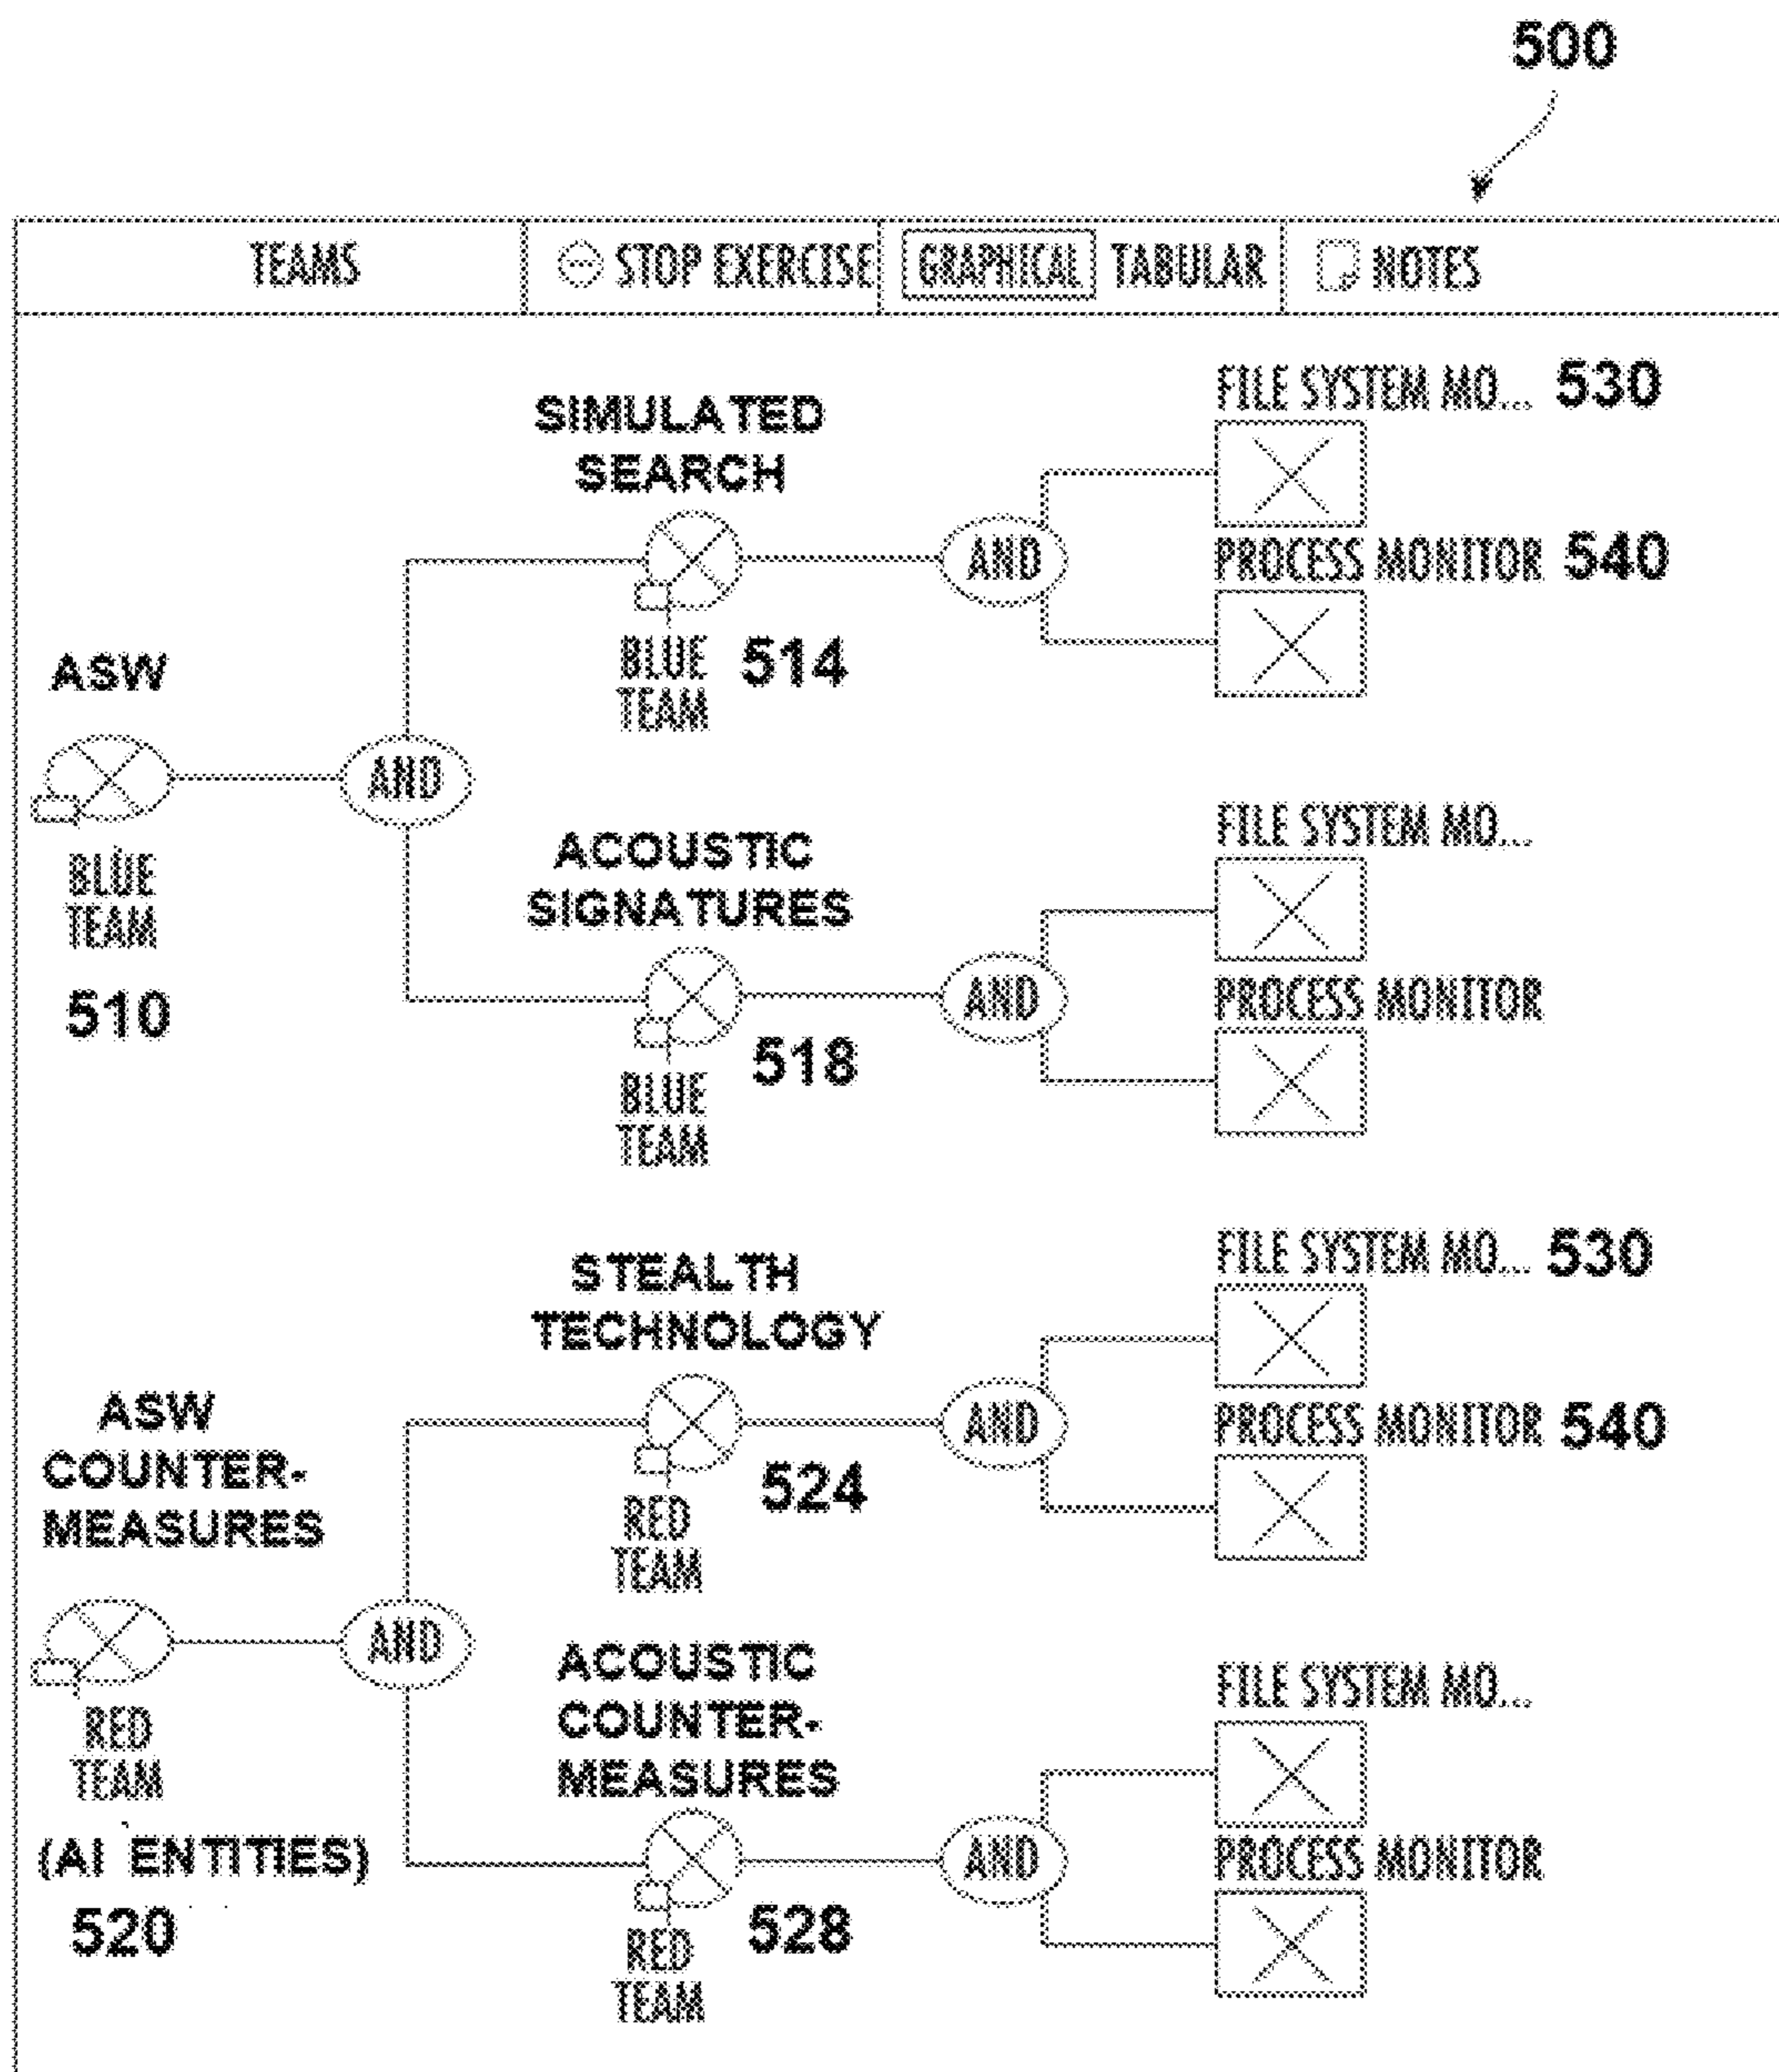 500
TEAMS STOP EXERCISE GRAPHICAL TABULAR NOTES
FILE SYSTEM MO... 530
SIMULATED
SEARCH
AND
PROCESS MONITOR 540
BLUE
TEAM
514
ASW
AND
BLUE
TEAM
510
FILE SYSTEM MO...
ACOUSTIC
SIGNATURES
AND
PROCESS MONITOR
518
BLUE
TEAM
FILE SYSTEM MO... 530
STEALTH
TECHNOLOGY
AND
PROCESS MONITOR 540
524
RED
TEAM
ASW
COUNTER-
MEASURES
AND
RED
TEAM
(AI ENTITIES)
520
FILE SYSTEM MO...
ACOUSTIC
COUNTER-
MEASURES
AND
PROCESS MONITOR
528
RED
TEAM